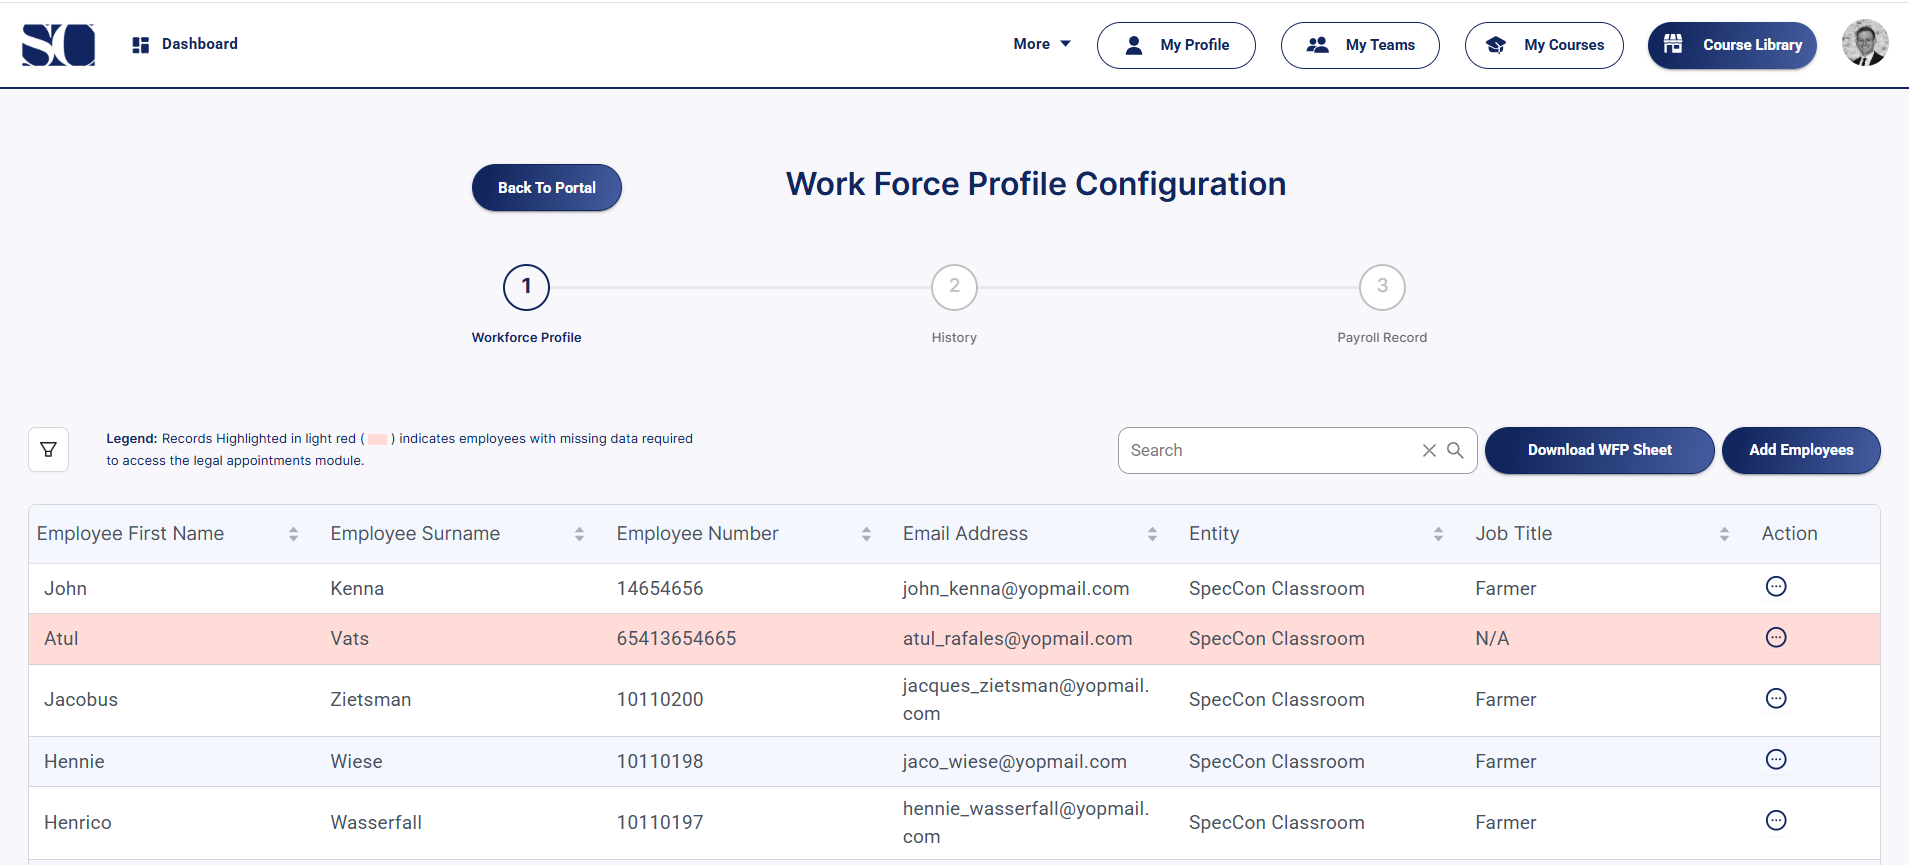 SO
Dashboard
More
My Profile
My Teams
My Courses
Course Library
Back To Portal
Work Force Profile Configuration
1
2
3
Workforce Profile
History
Payroll Record
Legend: Records Highlighted in light red ( ) indicates employees with missing data required
to access the legal appointments module.
Search
Download WFP Sheet
Add Employees
Employee First Name Employee Surname Employee Number Email Address Entity Job Title Action
John Kenna 14654656 john_kenna@yopmail.com SpecCon Classroom Farmer
Atul Vats 65413654665 atul_rafales@yopmail.com SpecCon Classroom N/A
Jacobus Zietsman 10110200 jacques_zietsman@yopmail.
com SpecCon Classroom Farmer
Hennie Wiese 10110198 jaco_wiese@yopmail.com SpecCon Classroom Farmer
Henrico Wasserfall 10110197 hennie_wasserfall@yopmail.
com SpecCon Classroom Farmer